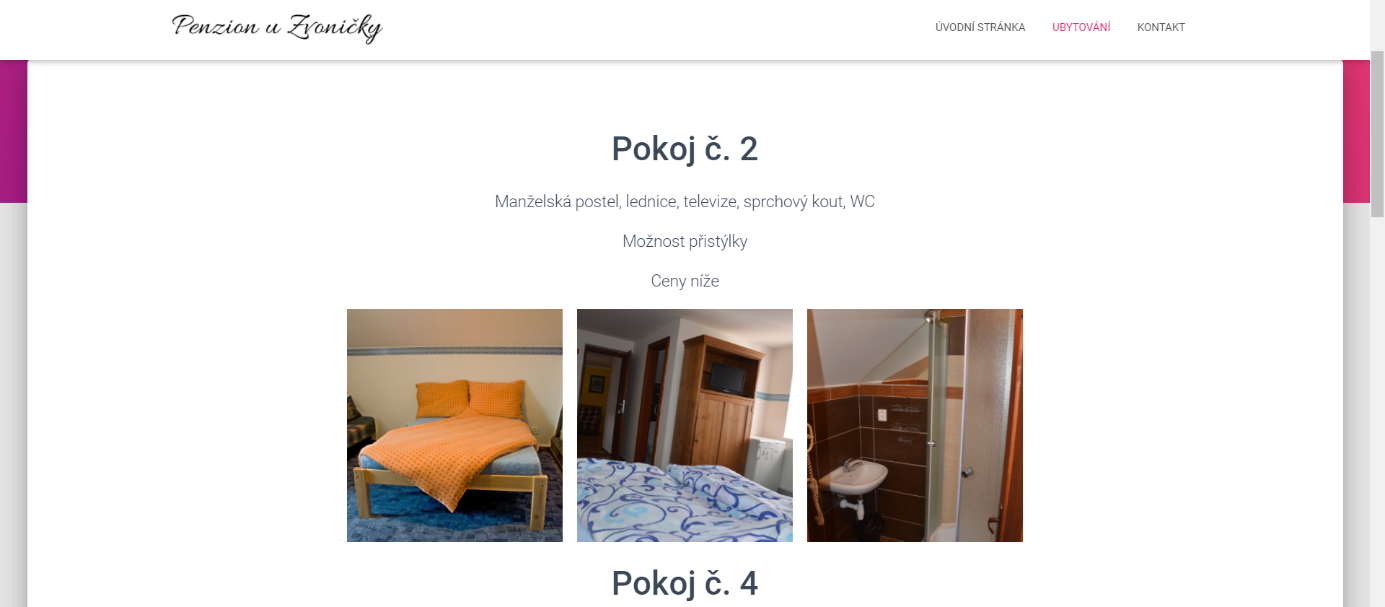 Penzion u Zvoničky
ÚVODNÍ STRÁNKA
UBYTOVÁNÍ
KONTAKT
Pokoj č. 2
Manželská postel, lednice, televize, sprchový kout, WC
Možnost přistýlky
Ceny níže
Pokoj č. 4